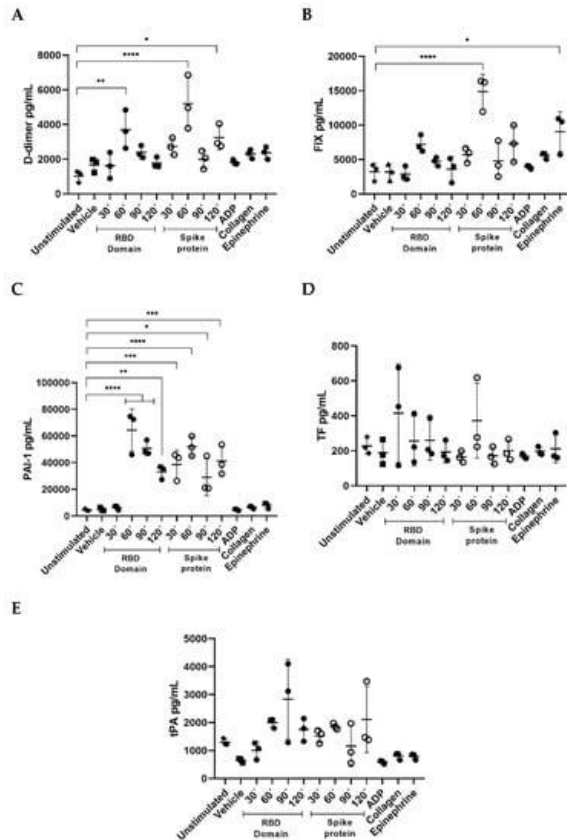 A
D-dimer pg/mL
8000
6000
4000
2000
0
*
****
**
Unstimulated
Vehicle
30´
60´
90´
120´
30´
60´
90´
120´
ADP
Collagen
Epinephrine
RBD
Domain
Spike
protein
B
FIX pg/mL
20000
15000
10000
5000
0
*
****
Unstimulated
Vehicle
30´
60´
90´
120´
30´
60´
90´
120´
ADP
Collagen
Epinephrine
RBD
Domain
Spike
protein
C
PAI-1 pg/mL
100000
80000
60000
40000
20000
0
***
*
****
***
**
****
Unstimulated
Vehicle
30´
60´
90´
120´
30´
60´
90´
120´
ADP
Collagen
Epinephrine
RBD
Domain
Spike
protein
D
TF pg/mL
800
600
400
200
0
Unstimulated
Vehicle
30´
60´
90´
120´
30´
60´
90´
120´
ADP
Collagen
Epinephrine
RBD
Domain
Spike
protein
E
tPA pg/mL
5000
4000
3000
2000
1000
0
Unstimulated
Vehicle
30´
60´
90´
120´
30´
60´
90´
120´
ADP
Collagen
Epinephrine
RBD
Domain
Spike
protein